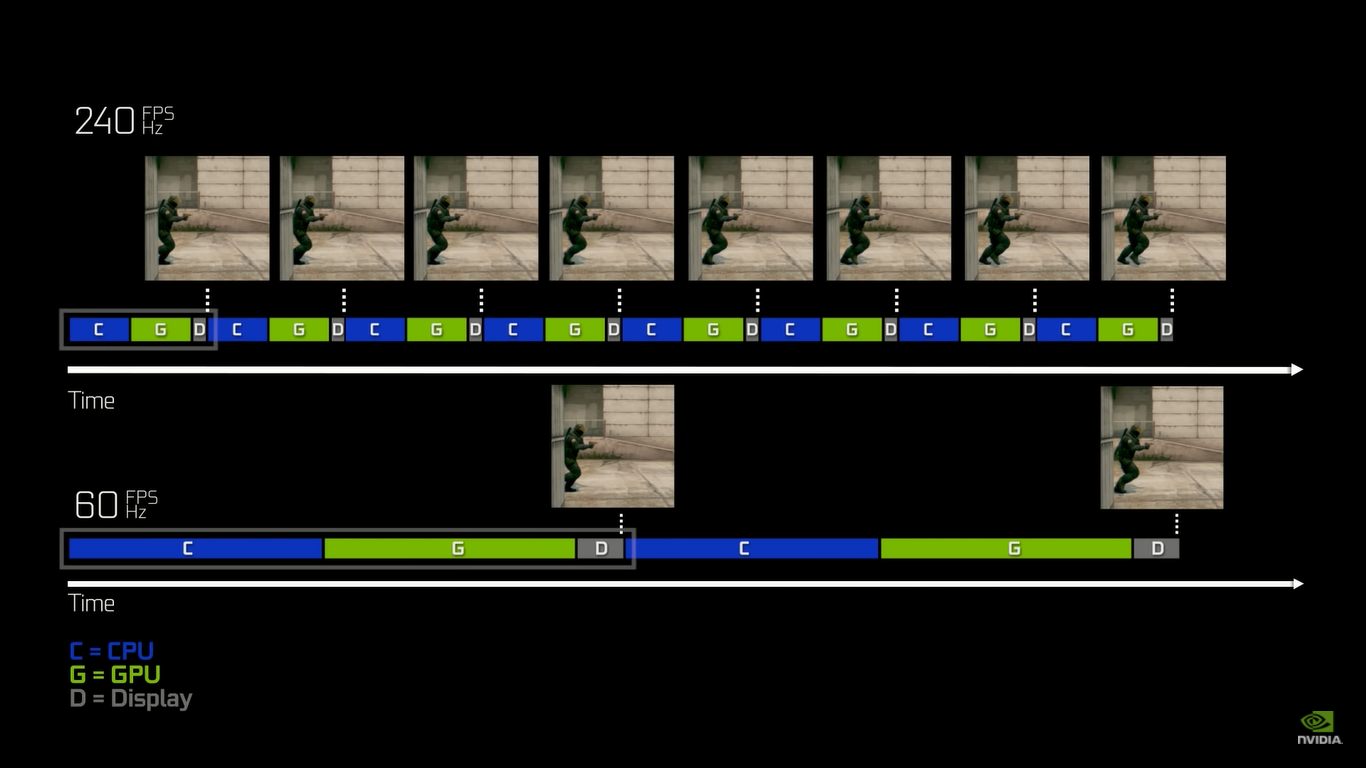 240 FPS
Hz
C G D C G D C G D C G D C G D C G D C G D C G D
Time
60 FPS
Hz
C G D C G D
Time
C = CPU
G = GPU
D = Display
NVIDIA.